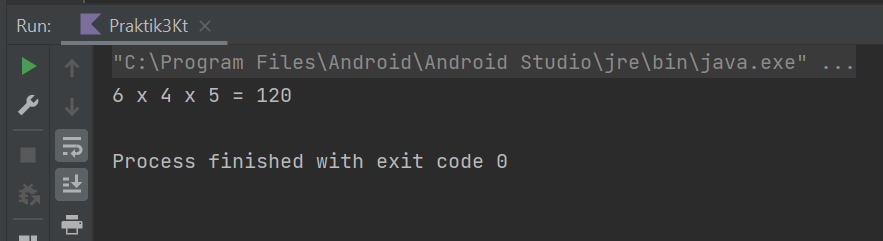 Run: Praktik3Kt
"C:\Program Files\Android\Android Studio\jre\bin\java.exe" ...
6 x 4 x 5 = 120
Process finished with exit code 0